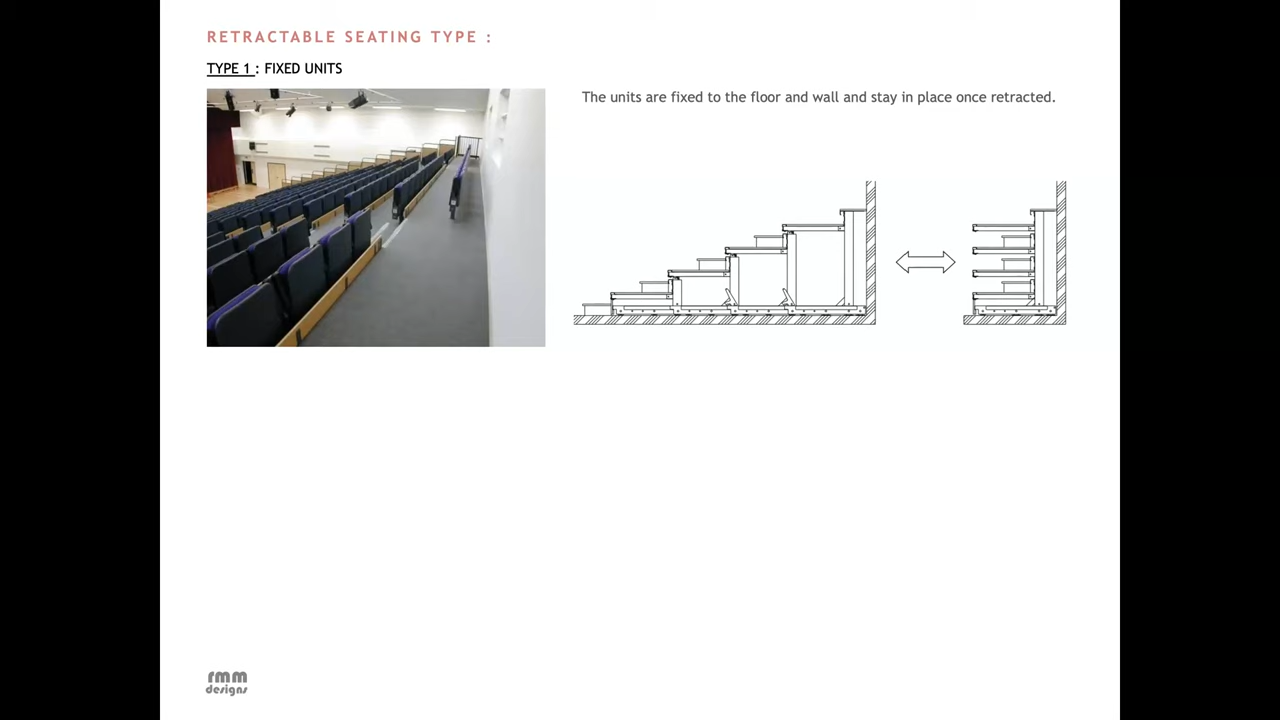 RETRACTABLE SEATING TYPE :
TYPE 1 : FIXED UNITS
The units are fixed to the floor and wall and stay in place once retracted.
rmm
designs